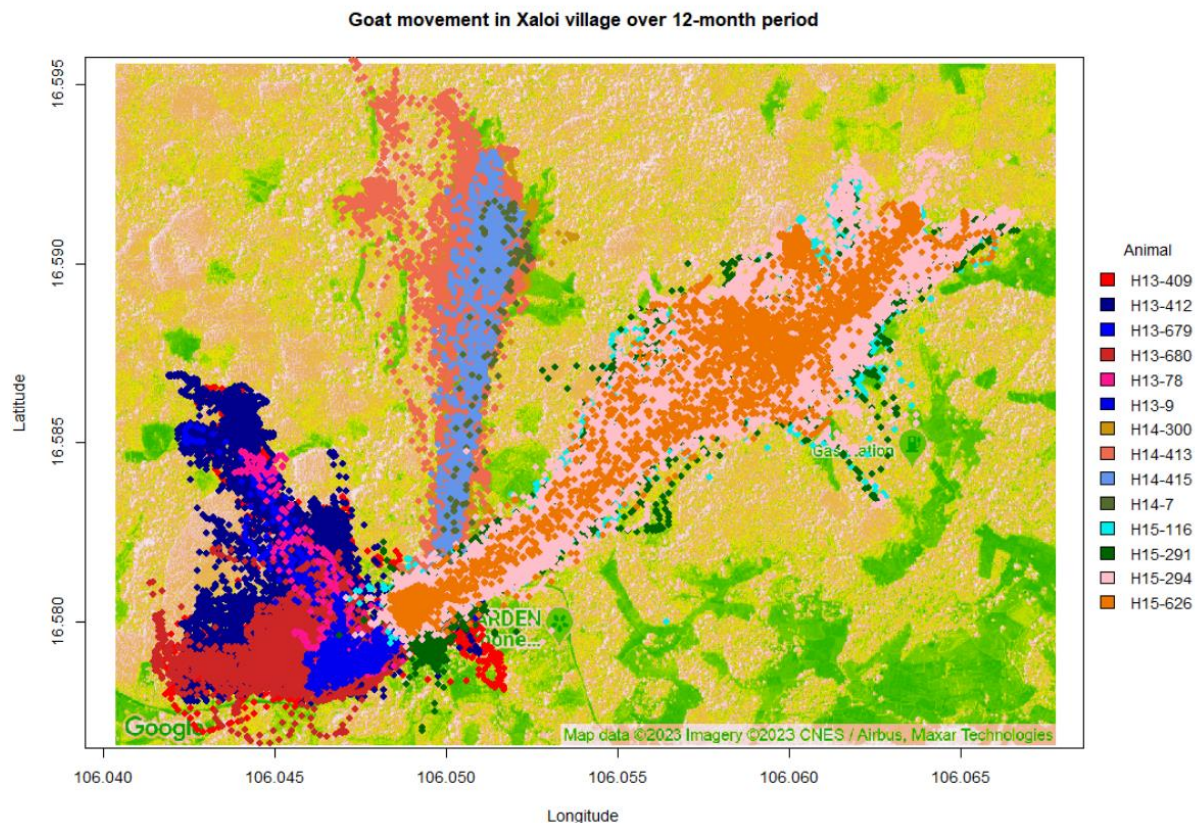 Goat movement in Xaloi village over 12-month period
16.595
16.590
16.585
16.580
Latitude
106.040 106.045 106.050 106.055 106.060 106.065
Longitude
Animal
H13-409
H13-412
H13-679
H13-680
H13-78
H13-9
H14-300
H14-413
H14-415
H14-7
H15-116
H15-291
H15-294
H15-626
Gas
ARDEN
one...
Google
Map data ©2023 Imagery ©2023 CNES / Airbus, Maxar Technologies